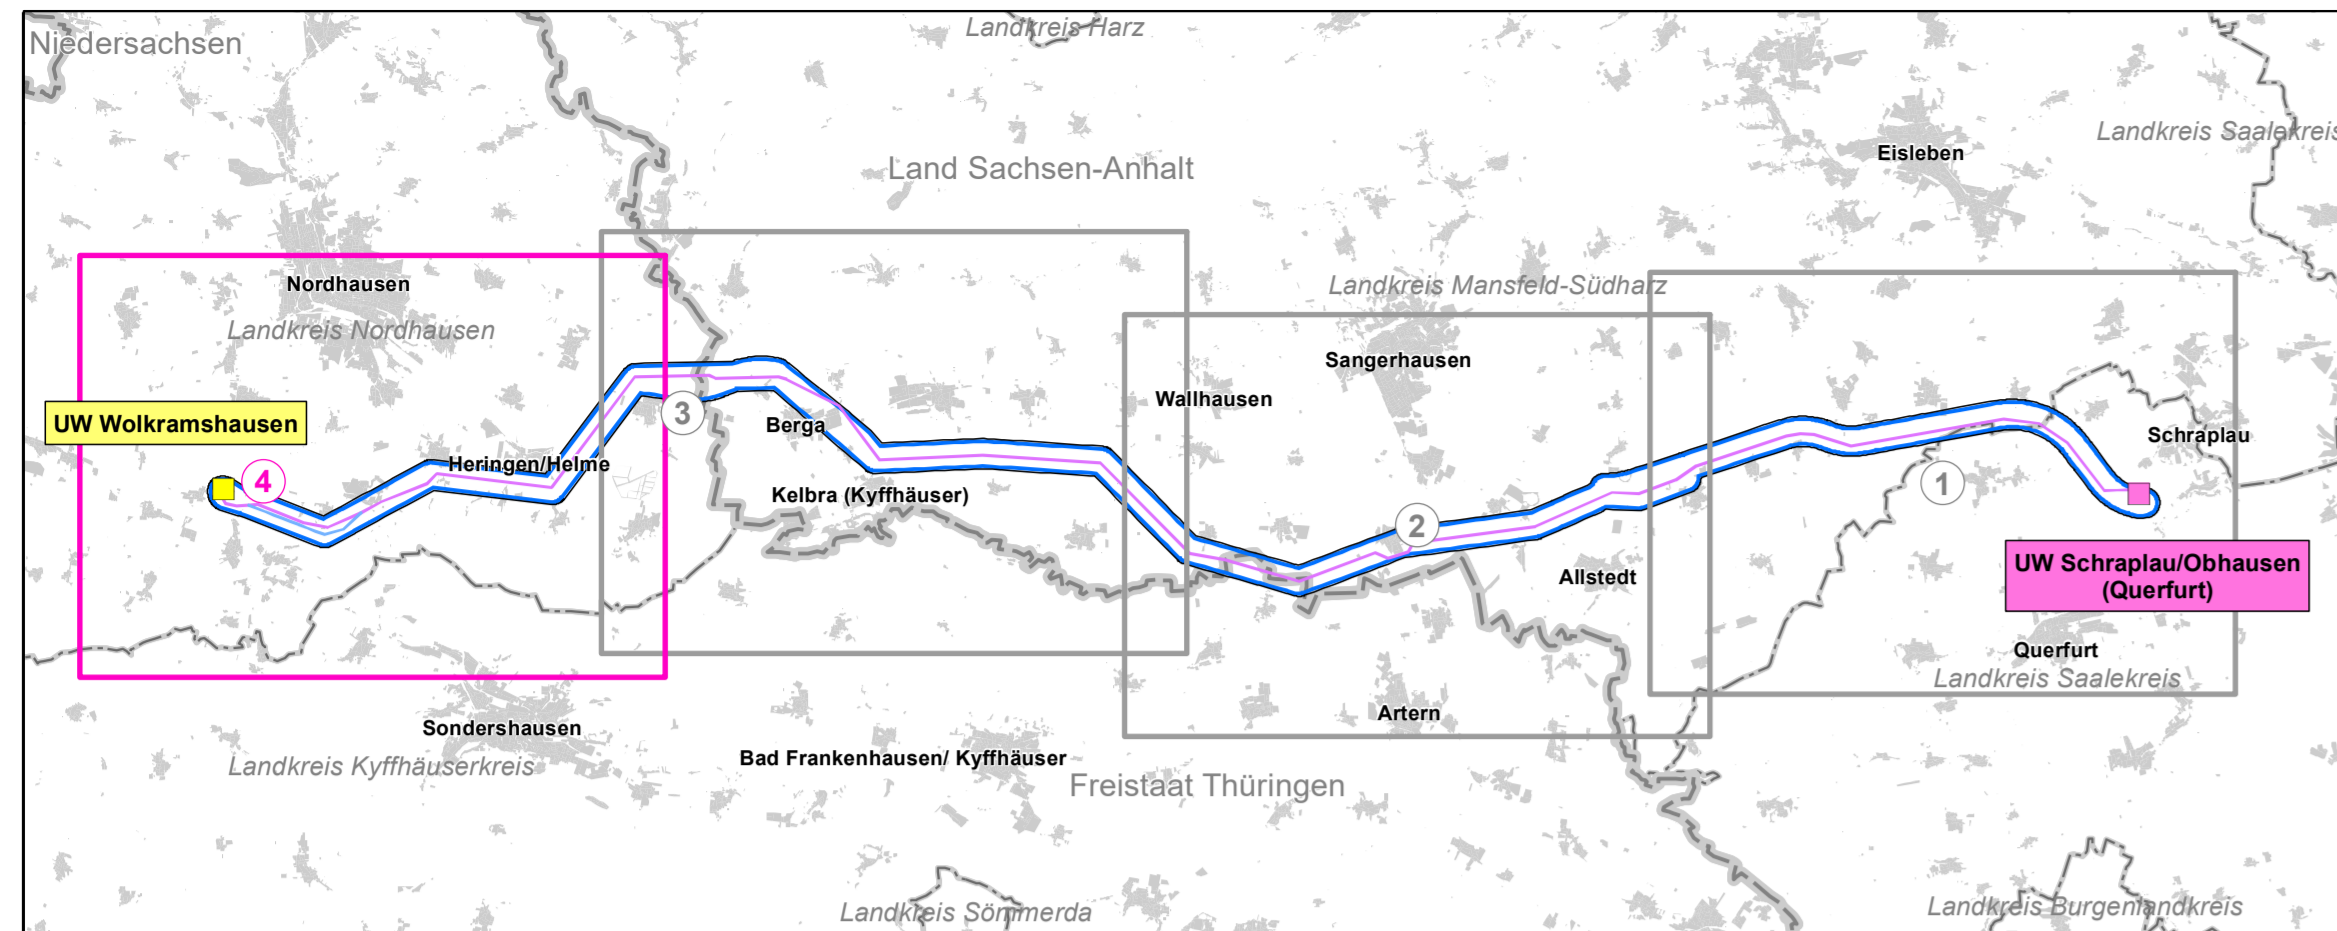 Landkreis Harz
Niedersachsen
Landkreis Saalekreis
Eisleben
Land Sachsen-Anhalt
Nordhausen
Landkreis Mansfeld-Südharz
Landkreis Nordhausen
Sangerhausen
Wallhausen
UW Wolkramshausen
3
Berga
Schraplau
Heringen/Helme
4
1
Kelbra (Kyffhäuser)
2
UW Schraplau/Obhausen
(Querfurt)
Allstedt
Querfurt
Landkreis Saalekreis
Artern
Sondershausen
Bad Frankenhausen/ Kyffhäuser
Landkreis Kyffhäuserkreis
Freistaat Thüringen
Landkreis Sömmerda
Landkreis Burgenlandkreis